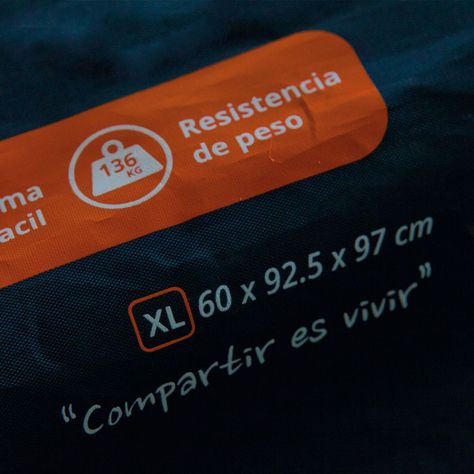 ma
acil
136
KG
Resistencia
de peso
XL 60 x 92.5 x 97 cm
“Compartir es vivir”